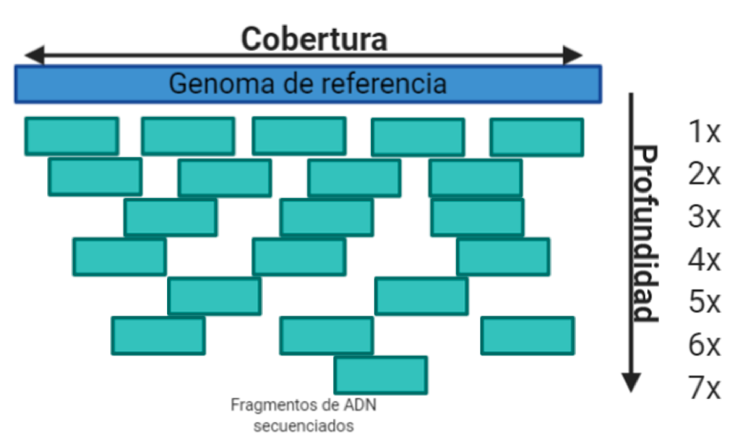 Cobertura
Genoma de referencia
Profundidad
1x
2x
3x
4x
5x
6x
7x
Fragmentos de ADN
secuenciados